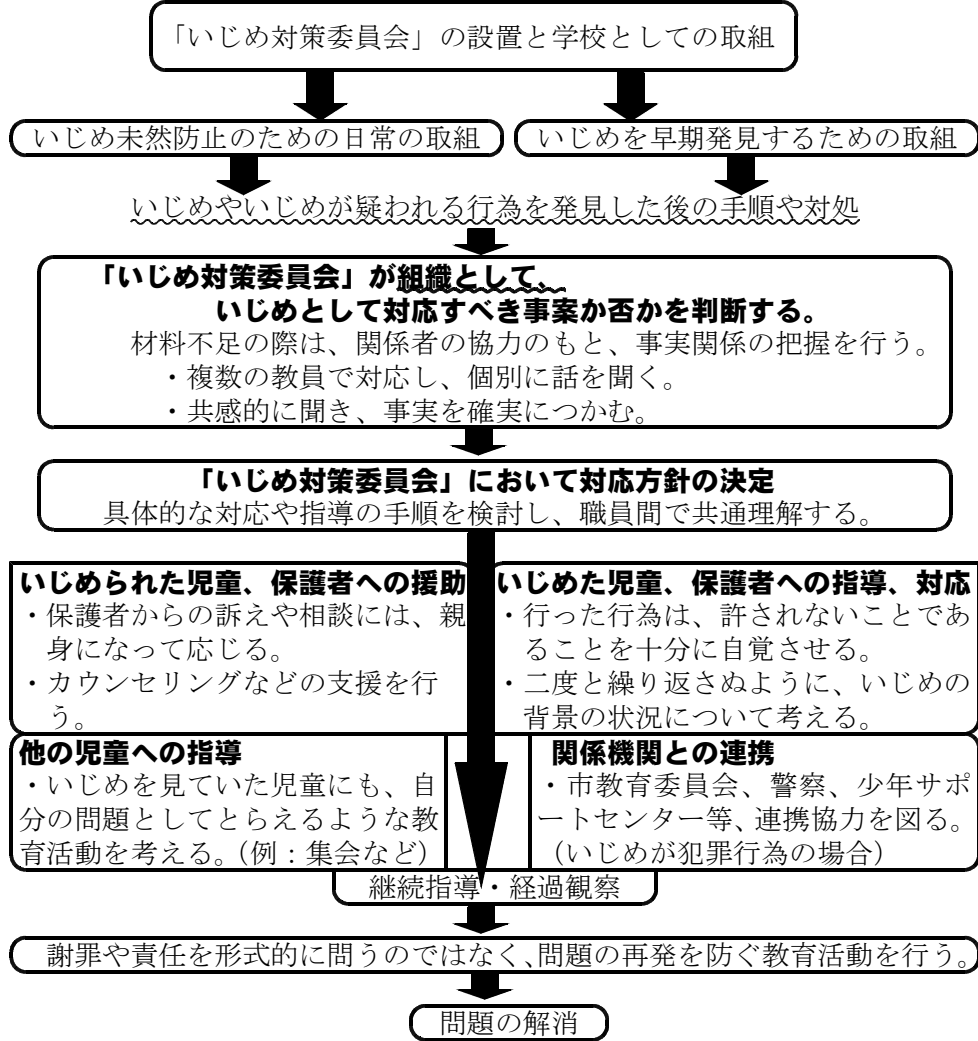 「いじめ対策委員会」の設置と学校としての取組
いじめ未然防止のための日常の取組
いじめを早期発見するための取組
いじめやいじめが疑われる行為を発見した後の手順や対処
「いじめ対策委員会」が組織として、
いじめとして対応すべき事案か否かを判断する。
材料不足の際は、関係者の協力のもと、事実関係の把握を行う。
・複数の教員で対応し、個別に話を聞く。
・共感的に聞き、事実を確実につかむ。
「いじめ対策委員会」において対応方針の決定
具体的な対応や指導の手順を検討し、職員間で共通理解する。
いじめられた児童、保護者への援助
・保護者からの訴えや相談には、親
身になって応じる。
・カウンセリングなどの支援を行
う。
いじめた児童、保護者への指導、対応
・行った行為は、許されないことであ
ることを十分に自覚させる。
・二度と繰り返さぬように、いじめの
背景の状況について考える。
他の児童への指導
・いじめを見ていた児童にも、自
分の問題としてとらえるような教
育活動を考える。(例：集会など)
関係機関との連携
・市教育委員会、警察、少年サポ
ートセンター等、連携協力を図る。
(いじめが犯罪行為の場合)
継続指導・経過観察
謝罪や責任を形式的に問うのではなく、問題の再発を防ぐ教育活動を行う。
問題の解消